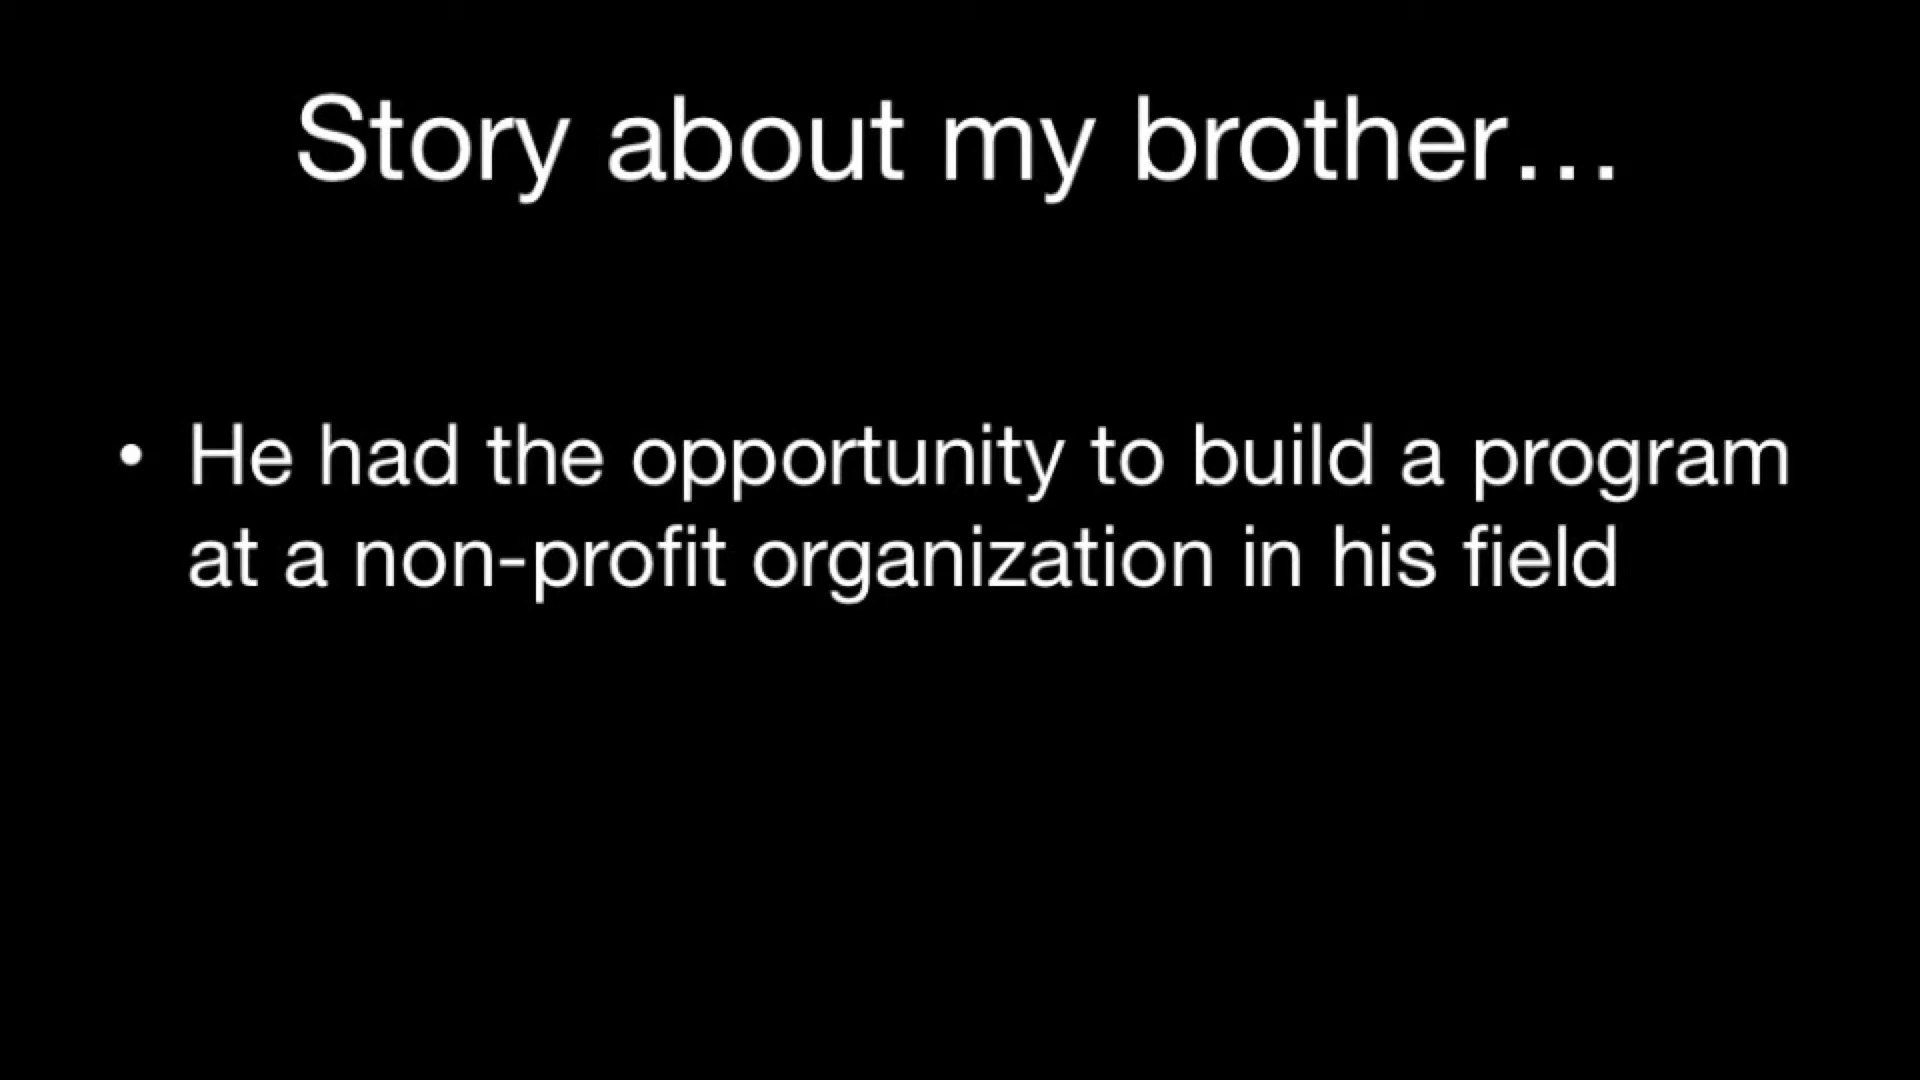 Story about my brother...
• He had the opportunity to build a program
at a non-profit organization in his field